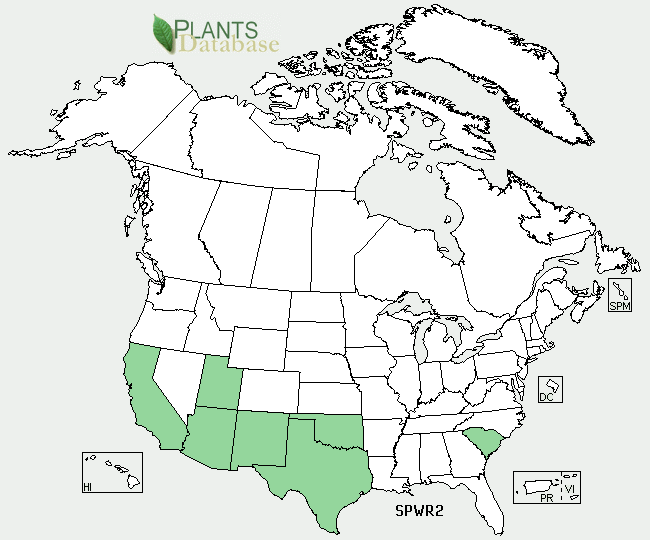 PLANTS
Database
SPM
DC
HI
PR
VI
SPWR2